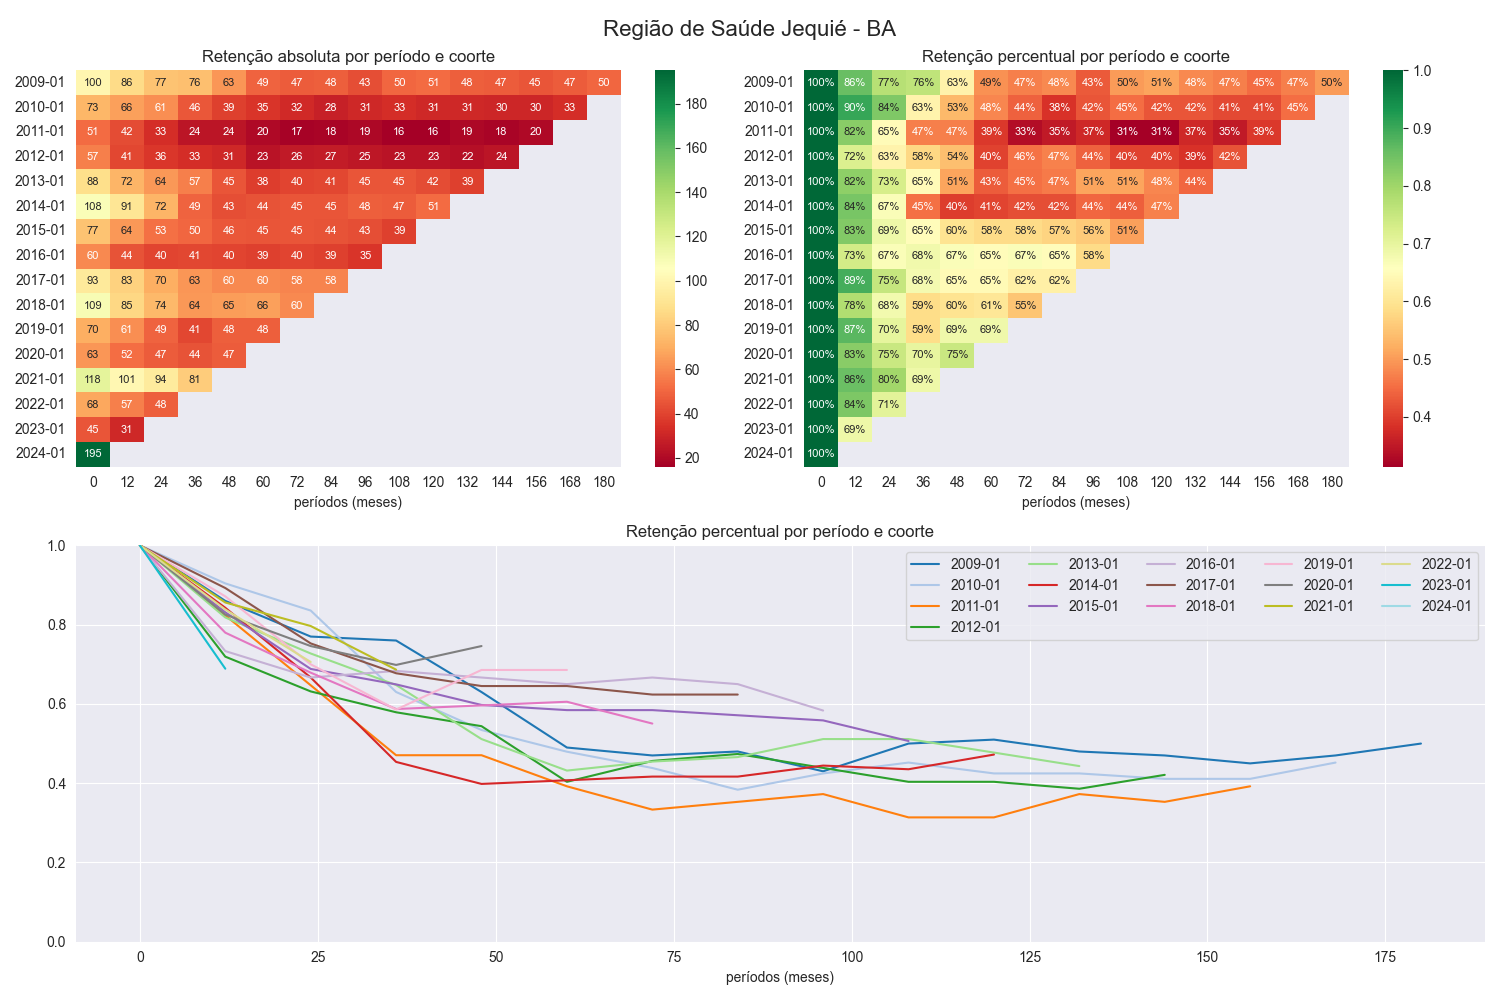 Região de Saúde Jequié - BA
Retenção absoluta por período e coorte
2009-01 100 86 77 76 63 49 47 48 43 50 51 48 47 45 47 50
2010-01 73 66 61 46 39 35 32 28 31 33 31 31 30 30 33
2011-01 51 42 33 24 24 20 17 18 19 16 16 19 18 20
2012-01 57 41 36 33 31 23 26 27 25 23 23 22 24
2013-01 88 72 64 57 45 38 40 41 45 45 42 39
2014-01 108 91 72 49 43 44 45 45 48 47 51
2015-01 77 64 53 50 46 45 45 44 43 39
2016-01 60 44 40 41 40 39 40 39 35
2017-01 93 83 70 63 60 60 58 58
2018-01 109 85 74 64 65 66 60
2019-01 70 61 49 41 48 48
2020-01 63 52 47 44 47
2021-01 118 101 94 81
2022-01 68 57 48
2023-01 45 31
2024-01 195
0 12 24 36 48 60 72 84 96 108 120 132 144 156 168 180
períodos (meses)
180
160
140
120
100
80
60
40
20
Retenção percentual por período e coorte
2009-01 100% 86% 77% 76% 63% 49% 47% 48% 43% 50% 51% 48% 47% 45% 47% 50%
2010-01 100% 90% 84% 63% 53% 48% 44% 38% 42% 45% 42% 42% 41% 41% 45%
2011-01 100% 82% 65% 47% 47% 39% 33% 35% 37% 31% 31% 37% 35% 39%
2012-01 100% 72% 63% 58% 54% 40% 46% 47% 44% 40% 40% 39% 42%
2013-01 100% 82% 73% 65% 51% 43% 45% 47% 51% 51% 48% 44%
2014-01 100% 84% 67% 45% 40% 41% 42% 42% 44% 44% 47%
2015-01 100% 83% 69% 65% 60% 58% 58% 57% 56% 51%
2016-01 100% 73% 67% 68% 67% 65% 67% 65% 58%
2017-01 100% 89% 75% 68% 65% 65% 62% 62%
2018-01 100% 78% 68% 59% 60% 61% 55%
2019-01 100% 87% 70% 59% 69% 69%
2020-01 100% 83% 75% 70% 75%
2021-01 100% 86% 80% 69%
2022-01 100% 84% 71%
2023-01 100% 69%
2024-01 100%
0 12 24 36 48 60 72 84 96 108 120 132 144 156 168 180
períodos (meses)
1.0
0.9
0.8
0.7
0.6
0.5
0.4
Retenção percentual por período e coorte
1.0
0.8
0.6
0.4
0.2
0.0
2009-01 2013-01 2016-01 2019-01 2022-01
2010-01 2014-01 2017-01 2020-01 2023-01
2011-01 2015-01 2018-01 2021-01 2024-01
2012-01
0 25 50 75 100 125 150 175
períodos (meses)